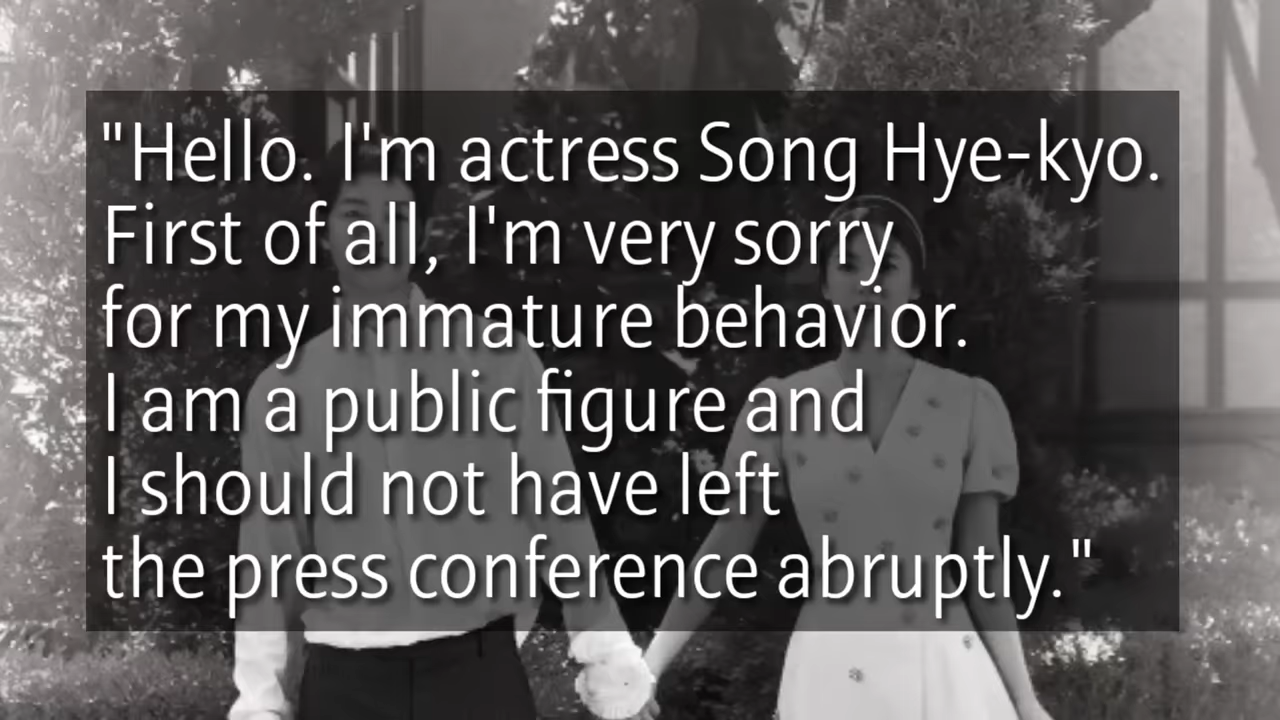 "Hello. I'm actress Song Hye-kyo.
First of all, I'm very sorry
for my immature behavior.
I am a public figure and
I should not have left
the press conference abruptly."